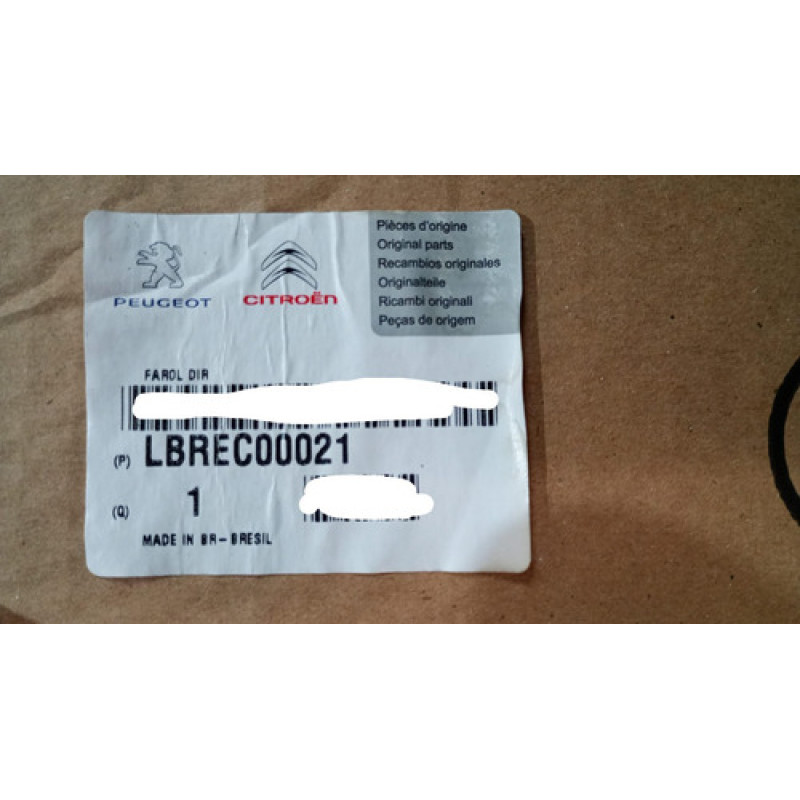 PEUGEOT
CITROËN
Pièces d'origine
Original parts
Recambios originales
Originalteile
Ricambi originali
Peças de origem
FAROL DIR
(P) LBREC00021
(Q) 1
MADE IN BR-BRESIL